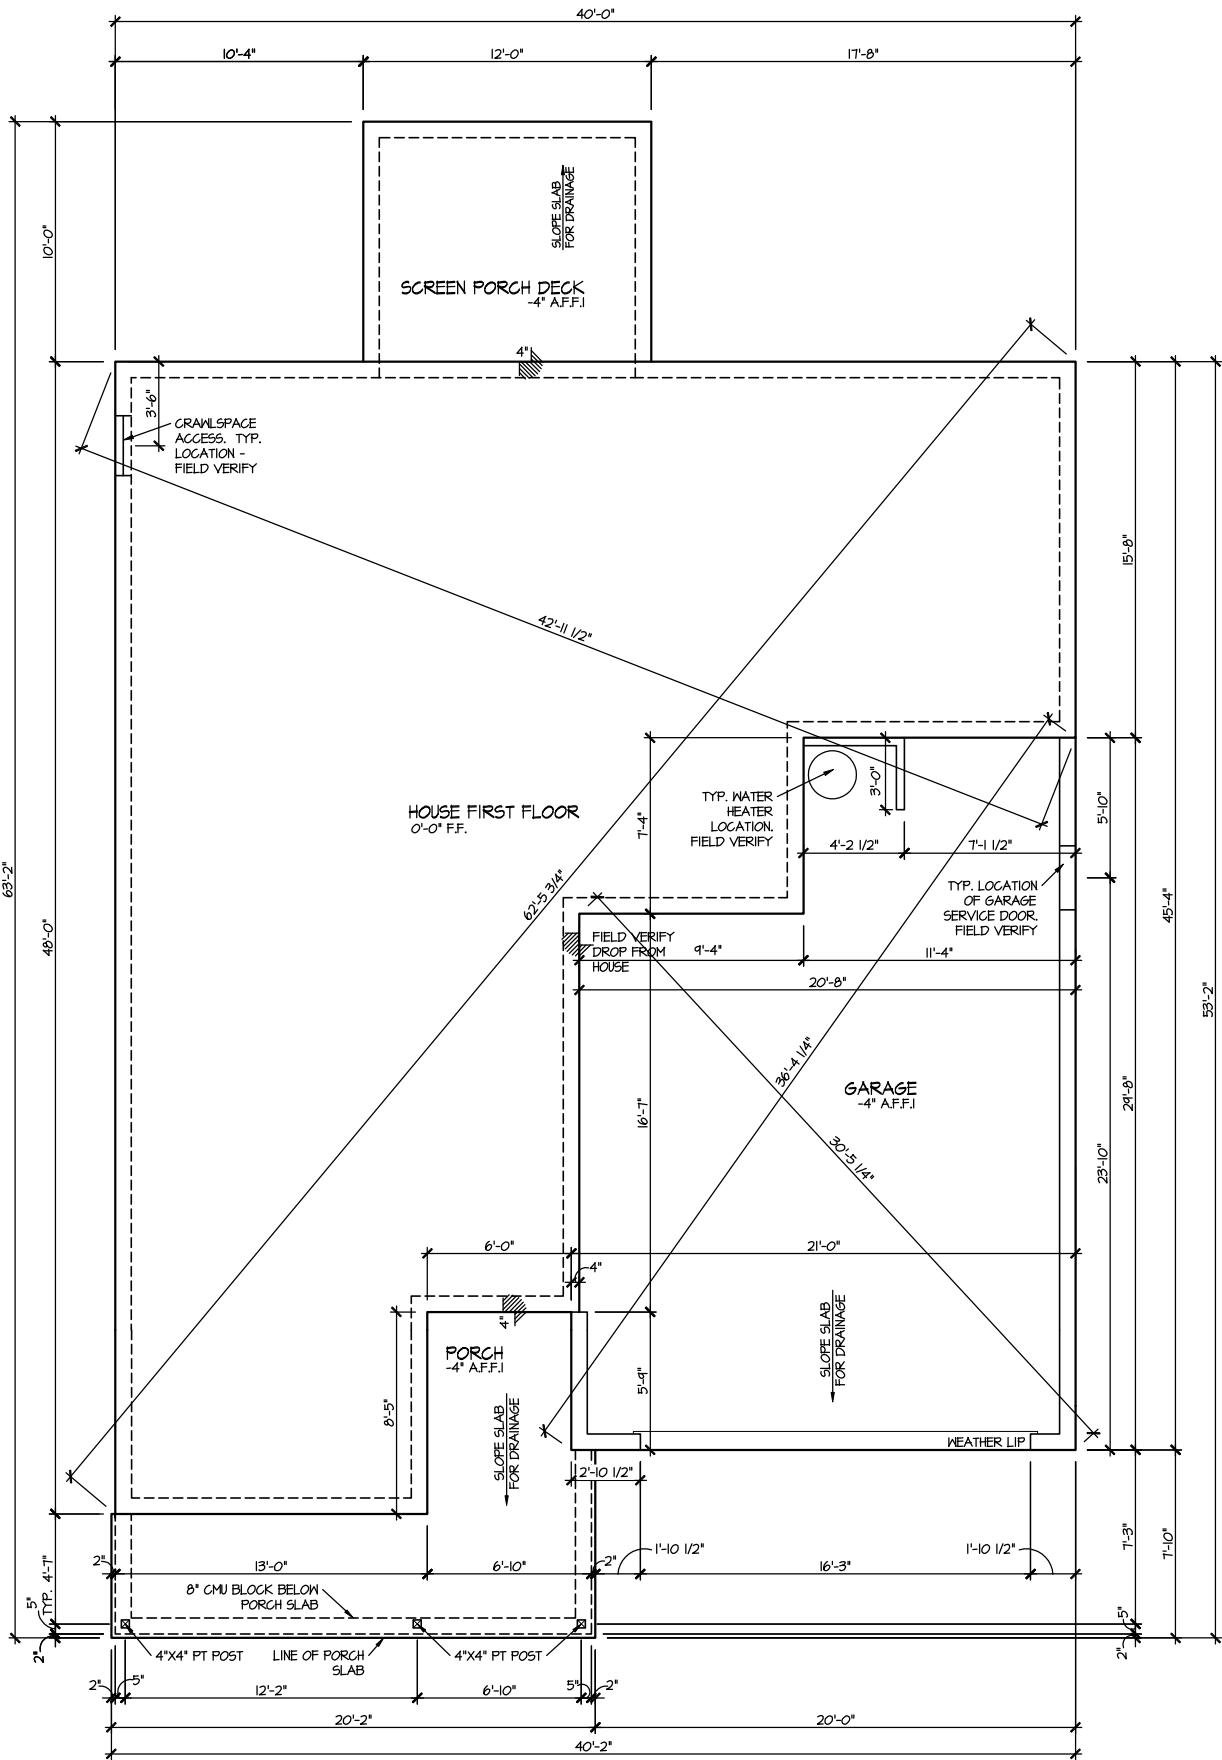 40'-0"
10'-4"
12'-0"
17'-8"
10'-0"
63'-2"
SLOPE SLAB
FOR DRAINAGE
SCREEN PORCH DECK
-4" A.F.F.I
4"
3'-6"
CRAWLSPACE
ACCESS. TYP.
LOCATION -
FIELD VERIFY
15'-8"
42'-11 1/2"
HOUSE FIRST FLOOR
0'-0" F.F.
7'-4"
TYP. WATER
HEATER
LOCATION.
FIELD VERIFY
3'-0"
5'-10"
4'-2 1/2"
7'-1 1/2"
62'-5 3/4"
TYP. LOCATION
OF GARAGE
SERVICE DOOR.
FIELD VERIFY
45'-4"
48'-0"
FIELD VERIFY
DROP FROM
HOUSE
9'-4"
11'-4"
20'-8"
53'-2"
36'-4 1/4"
GARAGE
-4" A.F.F.I
29'-8"
16'-7"
30'-5 1/4"
23'-10"
6'-0"
21'-0"
4"
4"
SLOPE SLAB
FOR DRAINAGE
PORCH
-4" A.F.F.I
5'-9"
8'-5"
SLOPE SLAB
FOR DRAINAGE
WEATHER LIP
2'-10 1/2"
7'-3"
7'-10"
1'-10 1/2"
1'-10 1/2"
2"
13'-0"
6'-10"
2"
16'-3"
TYP. 4'-7"
8" CMU BLOCK BELOW
PORCH SLAB
5"
5"
2"
2"
4"X4" PT POST
LINE OF PORCH
SLAB
4"X4" PT POST
2"
5"
12'-2"
6'-10"
5"
2"
20'-2"
20'-0"
40'-2"